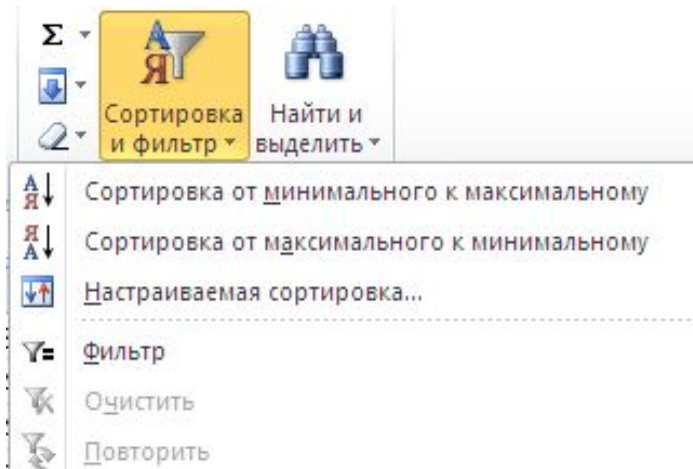 Σ
Сортировка и фильтр
Найти и выделить
Сортировка от минимального к максимальному
Сортировка от максимального к минимальному
Настраиваемая сортировка...
Фильтр
Очистить
Повторить